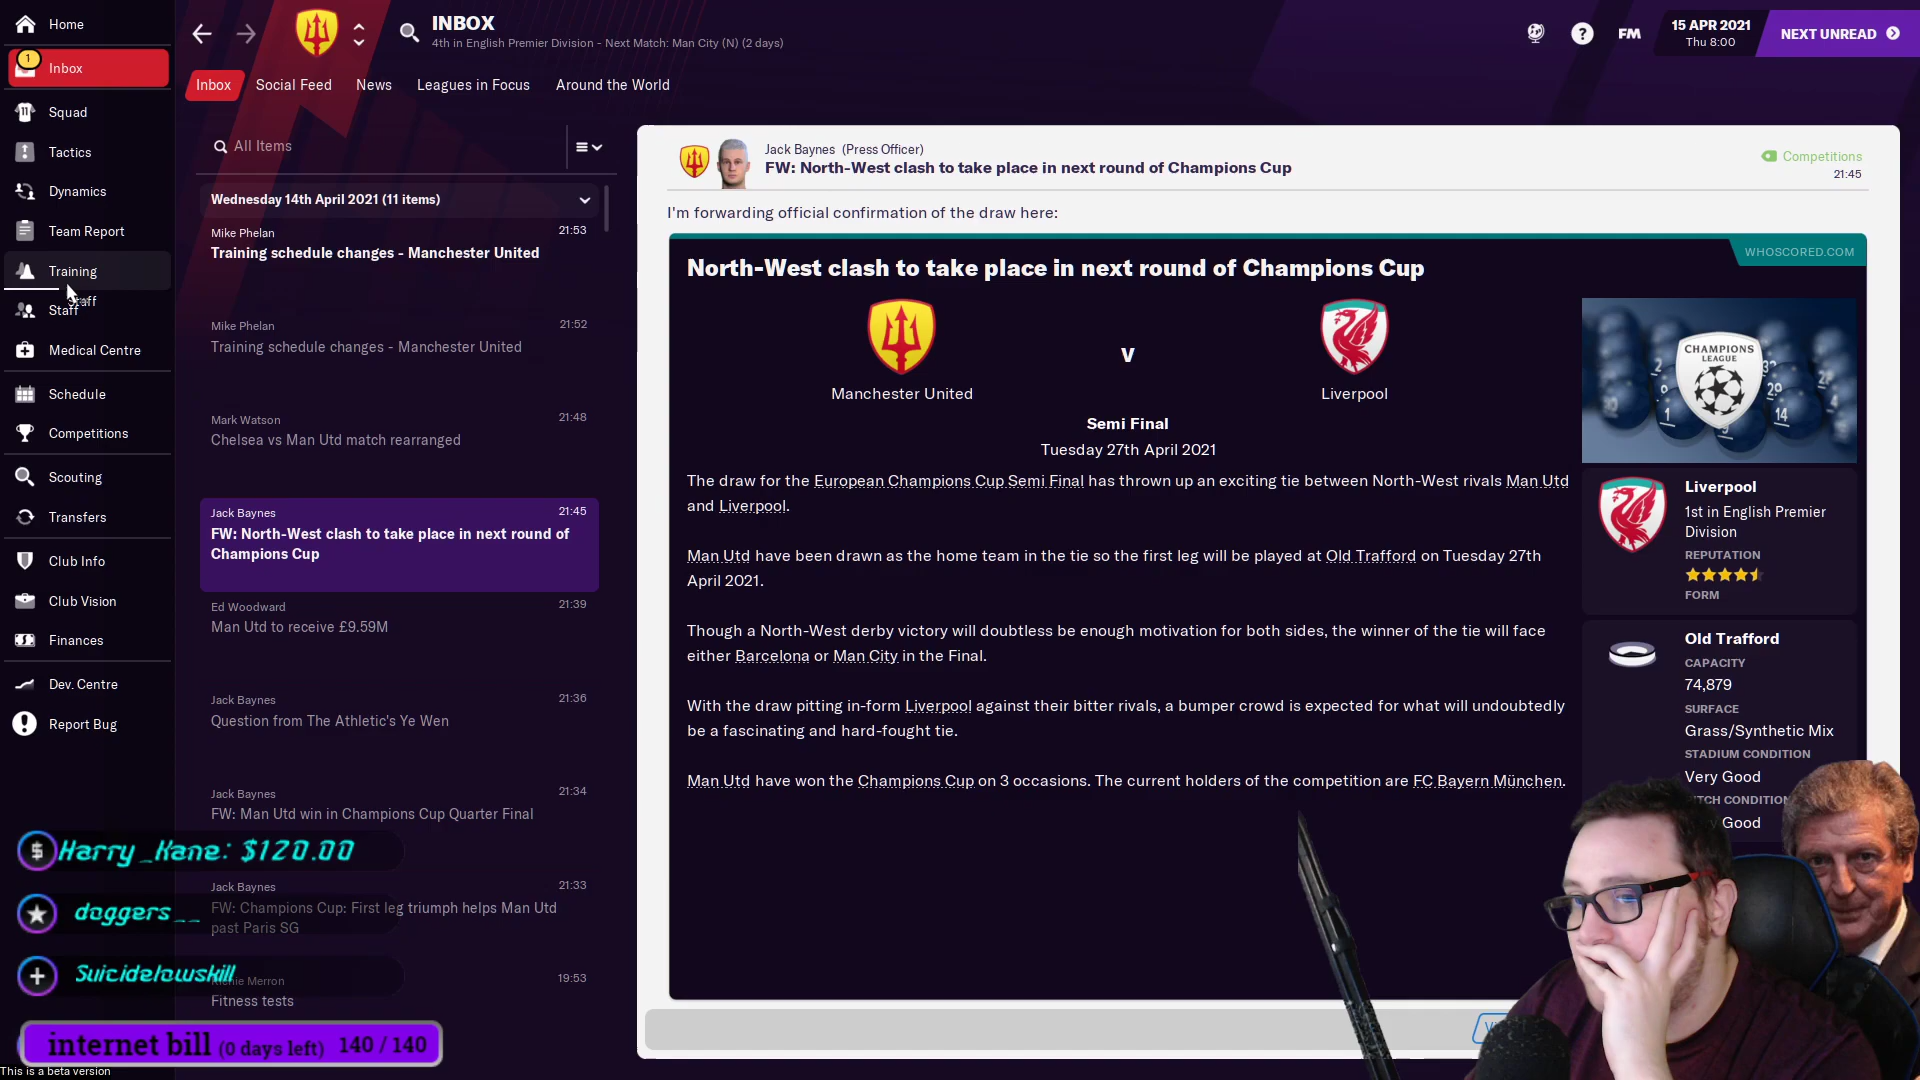 Home
Inbox
1
Squad
Tactics
Dynamics
Team Report
Training
Staff
Staff
Medical Centre
Schedule
Competitions
Scouting
Transfers
Club Info
Club Vision
Finances
Dev. Centre
Report Bug
INBOX
4th in English Premier Division - Next Match: Man City (N) (2 days)
FM
15 APR 2021
Thu 8:00
NEXT UNREAD
Inbox
Social Feed
News
Leagues in Focus
Around the World
All Items
Wednesday 14th April 2021 (11 items)
Mike Phelan 21:53
Training schedule changes - Manchester United
Mike Phelan 21:52
Training schedule changes - Manchester United
Mark Watson 21:48
Chelsea vs Man Utd match rearranged
Jack Baynes 21:45
FW: North-West clash to take place in next round of
Champions Cup
Ed Woodward 21:39
Man Utd to receive £9.59M
Jack Baynes 21:36
Question from The Athletic's Ye Wen
Jack Baynes 21:34
FW: Man Utd win in Champions Cup Quarter Final
Jack Baynes 21:33
FW: Champions Cup: First leg triumph helps Man Utd
past Paris SG
Merron 19:53
Fitness tests
Jack Baynes (Press Officer)
FW: North-West clash to take place in next round of Champions Cup
Competitions
21:45
I'm forwarding official confirmation of the draw here:
WHOSCORED.COM
North-West clash to take place in next round of Champions Cup
Manchester United
v
Liverpool
Semi Final
Tuesday 27th April 2021
The draw for the European Champions Cup Semi Final has thrown up an exciting tie between North-West rivals Man Utd
and Liverpool.
Man Utd have been drawn as the home team in the tie so the first leg will be played at Old Trafford on Tuesday 27th
April 2021.
Though a North-West derby victory will doubtless be enough motivation for both sides, the winner of the tie will face
either Barcelona or Man City in the Final.
With the draw pitting in-form Liverpool against their bitter rivals, a bumper crowd is expected for what will undoubtedly
be a fascinating and hard-fought tie.
Man Utd have won the Champions Cup on 3 occasions. The current holders of the competition are FC Bayern München.
CHAMPIONS
LEAGUE
Liverpool
1st in English Premier
Division
REPUTATION
FORM
Old Trafford
CAPACITY
74,879
SURFACE
Grass/Synthetic Mix
STADIUM CONDITION
Very Good
Good
Harry_Kane: $120.00
daggers__
Suicidelowskill
internet bill (0 days left) 140 / 140
This is a beta version